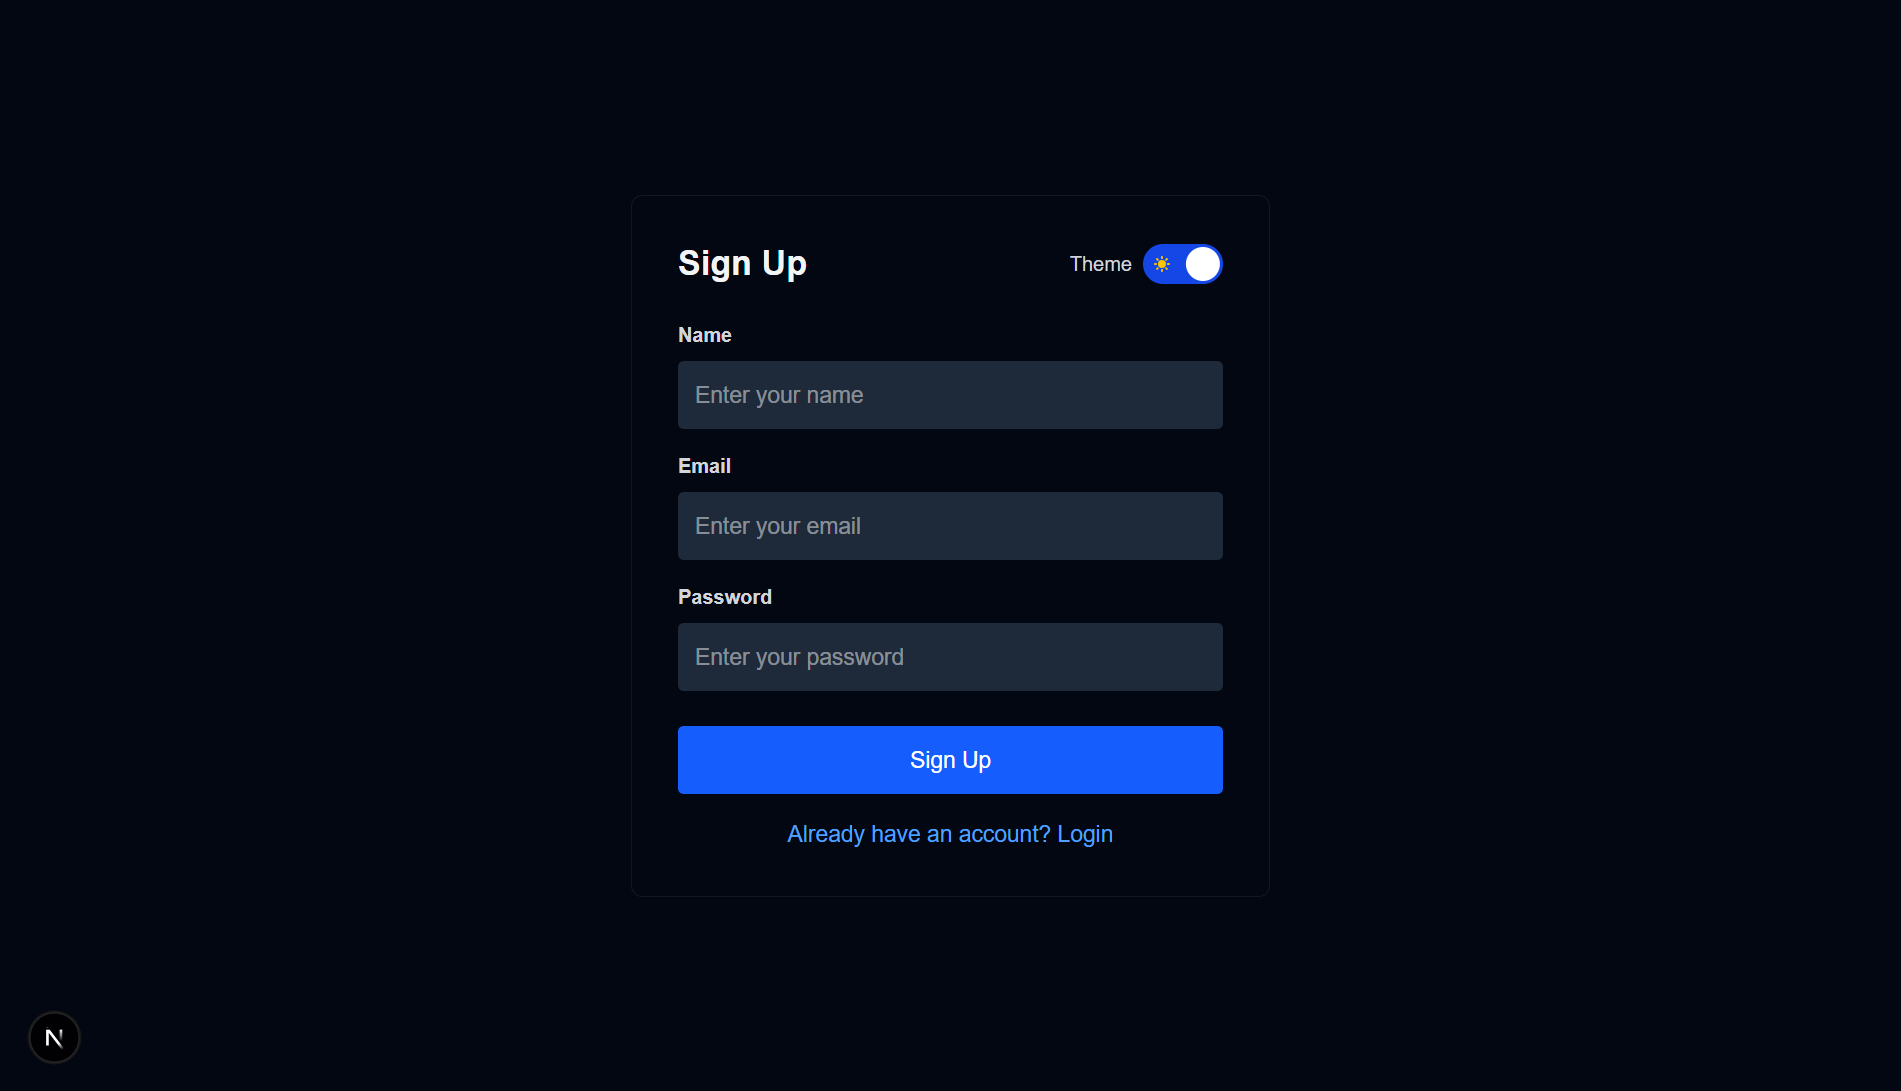 Sign Up
Theme
Name
Enter your name
Email
Enter your email
Password
Enter your password
Sign Up
Already have an account? Login
N